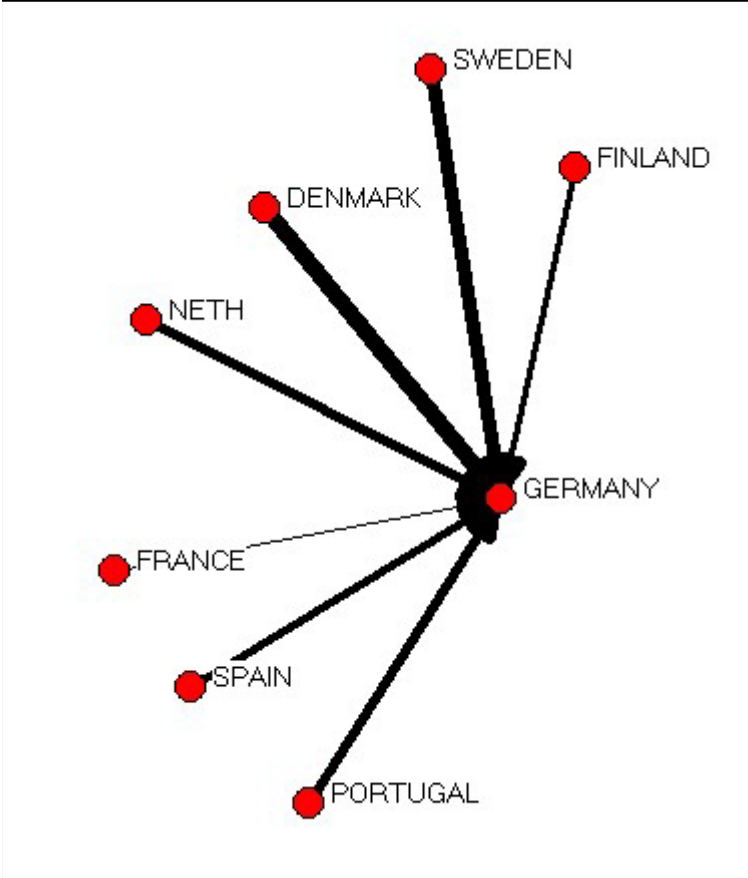 SWEDEN
FINLAND
DENMARK
NETH
GERMANY
FRANCE
SPAIN
PORTUGAL